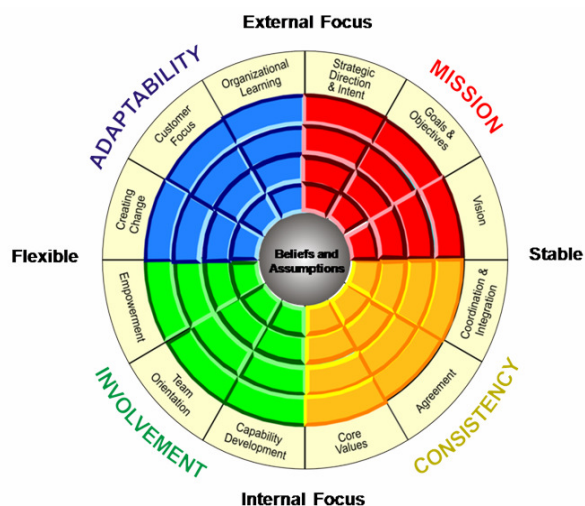 External Focus
ADAPTABILITY
MISSION
Organizational
Learning
Strategic
Direction
& Intent
Customer
Focus
Goals &
Objectives
Creating
Change
Vision
Flexible
Beliefs and
Assumptions
Stable
Empowerment
Coordination &
Integration
Team
Orientation
Agreement
Capability
Development
Core
Values
INVOLVEMENT
CONSISTENCY
Internal Focus